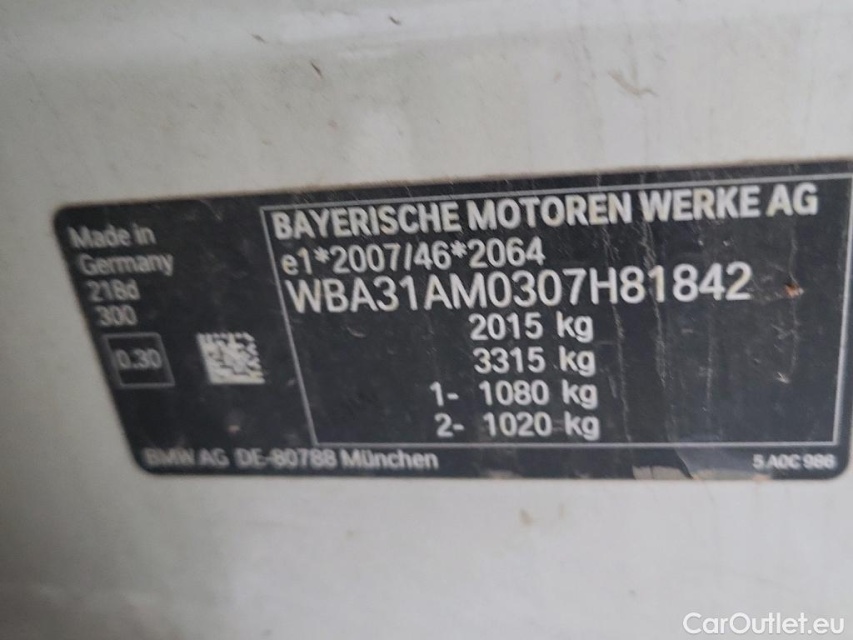 Made in
Germany
218d
300
0.30
BAYERISCHE MOTOREN WERKE AG
e1*2007/46*2064
WBA31AM0307H81842
2015 kg
3315 kg
1- 1080 kg
2- 1020 kg
BMW AG DE-80788 München
5 A0C 986
CarOutlet.eu